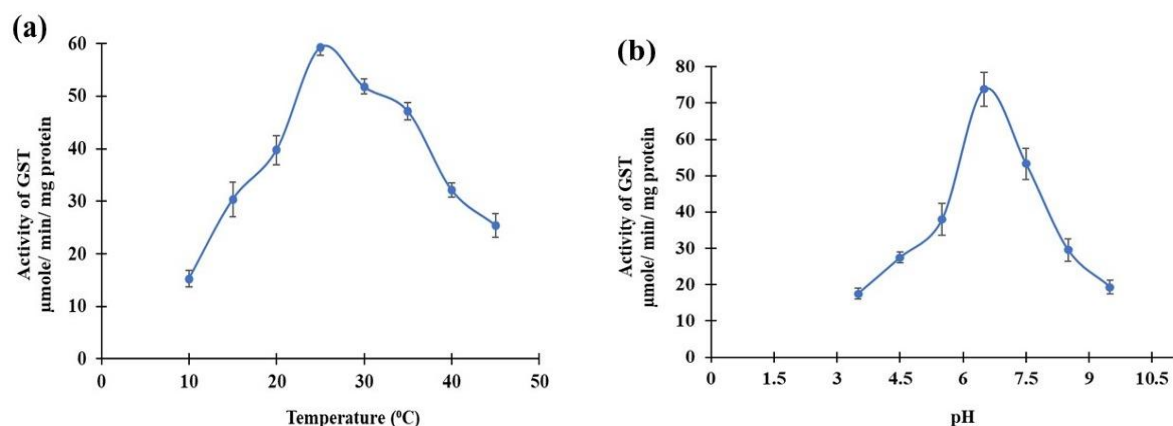 (a)
60
50
40
30
20
10
0
Activity of GST
µmole/ min/ mg protein
0 10 20 30 40 50
Temperature (⁰C)
(b)
80
70
60
50
40
30
20
10
0
Activity of GST
µmole/ min/ mg protein
0 1.5 3 4.5 6 7.5 9 10.5
pH